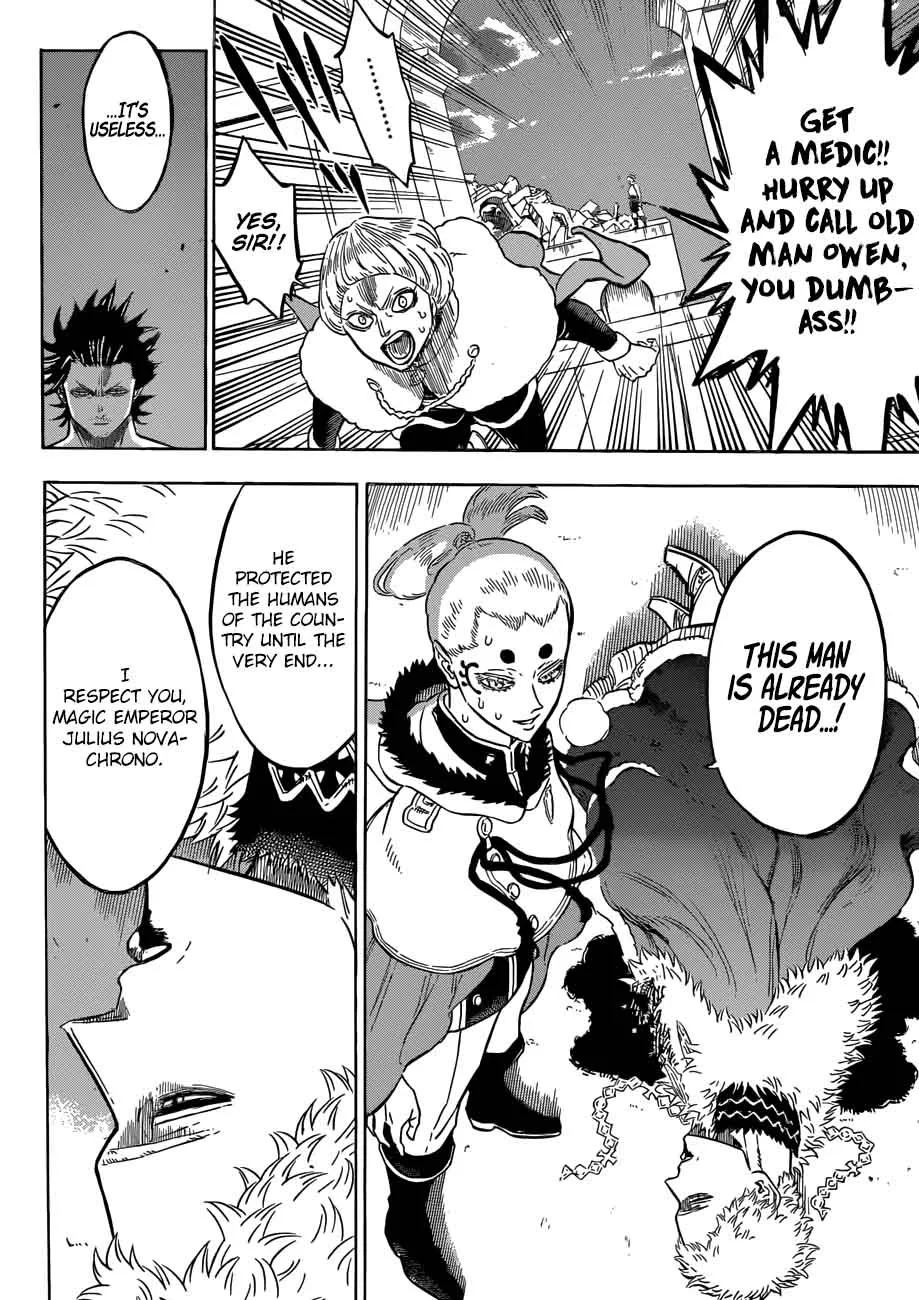 GET
A MEDIC!!
HURRY UP
AND CALL OLD
MAN OWEN,
YOU DUMB-
ASS!!
........
YES,
SIR!!
...IT'S
USELESS...
THIS MAN
IS ALREADY
DEAD...!
HE
PROTECTED
THE HUMANS
OF THE COUN-
TRY UNTIL THE
VERY END...
I
RESPECT YOU,
MAGIC EMPEROR
JULIUS NOVA-
CHRONO.